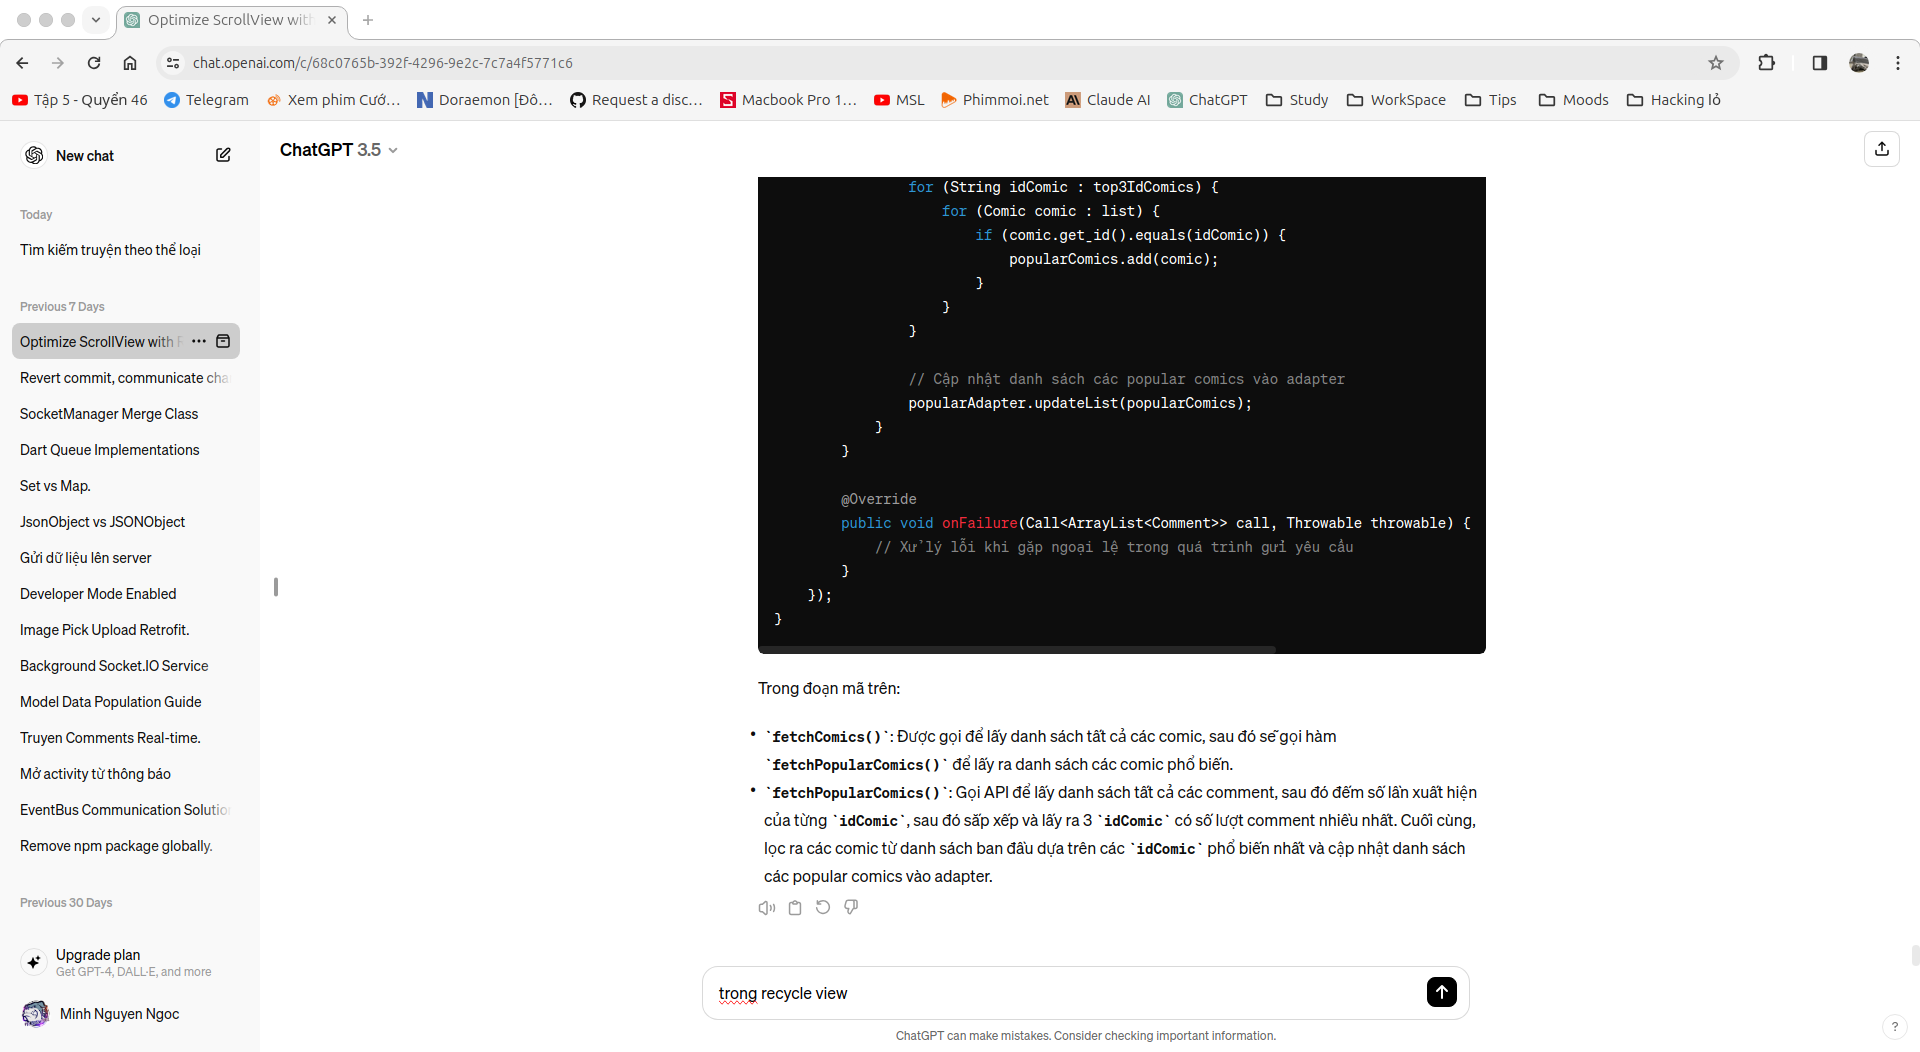 Optimize ScrollView with
chat.openai.com/c/68c0765b-392f-4296-9e2c-7c7a4f5771c6
Tập 5 - Quyển 46 Telegram Xem phim Cướ... Doraemon [Đô... Request a disc... Macbook Pro 1... MSL Phimmoi.net Claude AI ChatGPT Study WorkSpace Tips Moods Hacking lỏ
New chat
ChatGPT 3.5
Today
Tìm kiếm truyện theo thể loại
Previous 7 Days
Optimize ScrollView with
Revert commit, communicate cha
SocketManager Merge Class
Dart Queue Implementations
Set vs Map.
JsonObject vs JSONObject
Gửi dữ liệu lên server
Developer Mode Enabled
Image Pick Upload Retrofit.
Background Socket.IO Service
Model Data Population Guide
Truyen Comments Real-time.
Mở activity từ thông báo
EventBus Communication Solutio
Remove npm package globally.
Previous 30 Days
Upgrade plan
Get GPT-4, DALL·E, and more
Minh Nguyen Ngoc
for (String idComic : top3IdComics) {
for (Comic comic : list) {
if (comic.get_id().equals(idComic)) {
popularComics.add(comic);
}
}
}
// Cập nhật danh sách các popular comics vào adapter
popularAdapter.updateList(popularComics);
}
}
@Override
public void onFailure(Call<ArrayList<Comment>> call, Throwable throwable) {
// Xử lý lỗi khi gặp ngoại lệ trong quá trình gửi yêu cầu
}
});
}
Trong đoạn mã trên:
• `fetchComics()`: Được gọi để lấy danh sách tất cả các comic, sau đó sẽ gọi hàm
`fetchPopularComics()` để lấy ra danh sách các comic phổ biến.
• `fetchPopularComics()`: Gọi API để lấy danh sách tất cả các comment, sau đó đếm số lần xuất hiện
của từng `idComic`, sau đó sắp xếp và lấy ra 3 `idComic` có số lượt comment nhiều nhất. Cuối cùng,
lọc ra các comic từ danh sách ban đầu dựa trên các `idComic` phổ biến nhất và cập nhật danh sách
các popular comics vào adapter.
trong recycle view
ChatGPT can make mistakes. Consider checking important information.
?